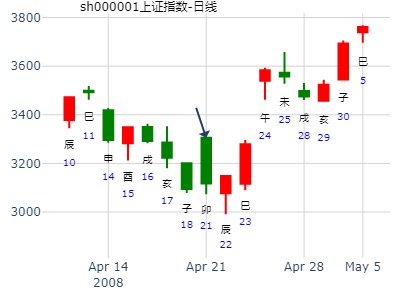 sh000001上证指数-日线
3800
3600
3400
3200
3000
辰
10
巳
11
申
14
酉
15
戌
16
亥
17
子
18
卯
21
辰
22
巳
23
午
24
未
25
戌
28
亥
29
子
30
巳
5
Apr 14
2008
Apr 21
Apr 28
May 5